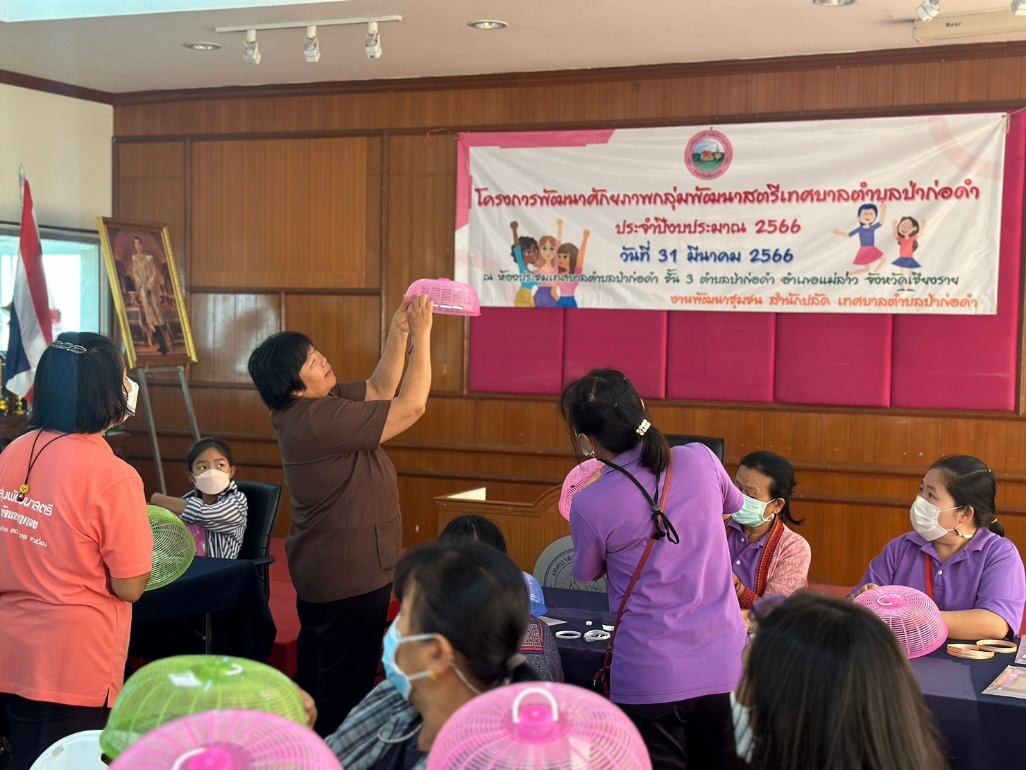 โครงการพัฒนาศักยภาพกลุ่มพัฒนาสตรีเทศบาลตำบลป่าก่อดำ
ประจำปีงบประมาณ 2566
วันที่ 31 มีนาคม 2566
ณ ห้องประชุมเทศบาลตำบลป่าก่อดำ ชั้น 3 ตำบลป่าก่อดำ อำเภอแม่ลาว จังหวัดเชียงราย
งานพัฒนาชุมชน สำนักปลัด เทศบาลตำบลป่าก่อดำ